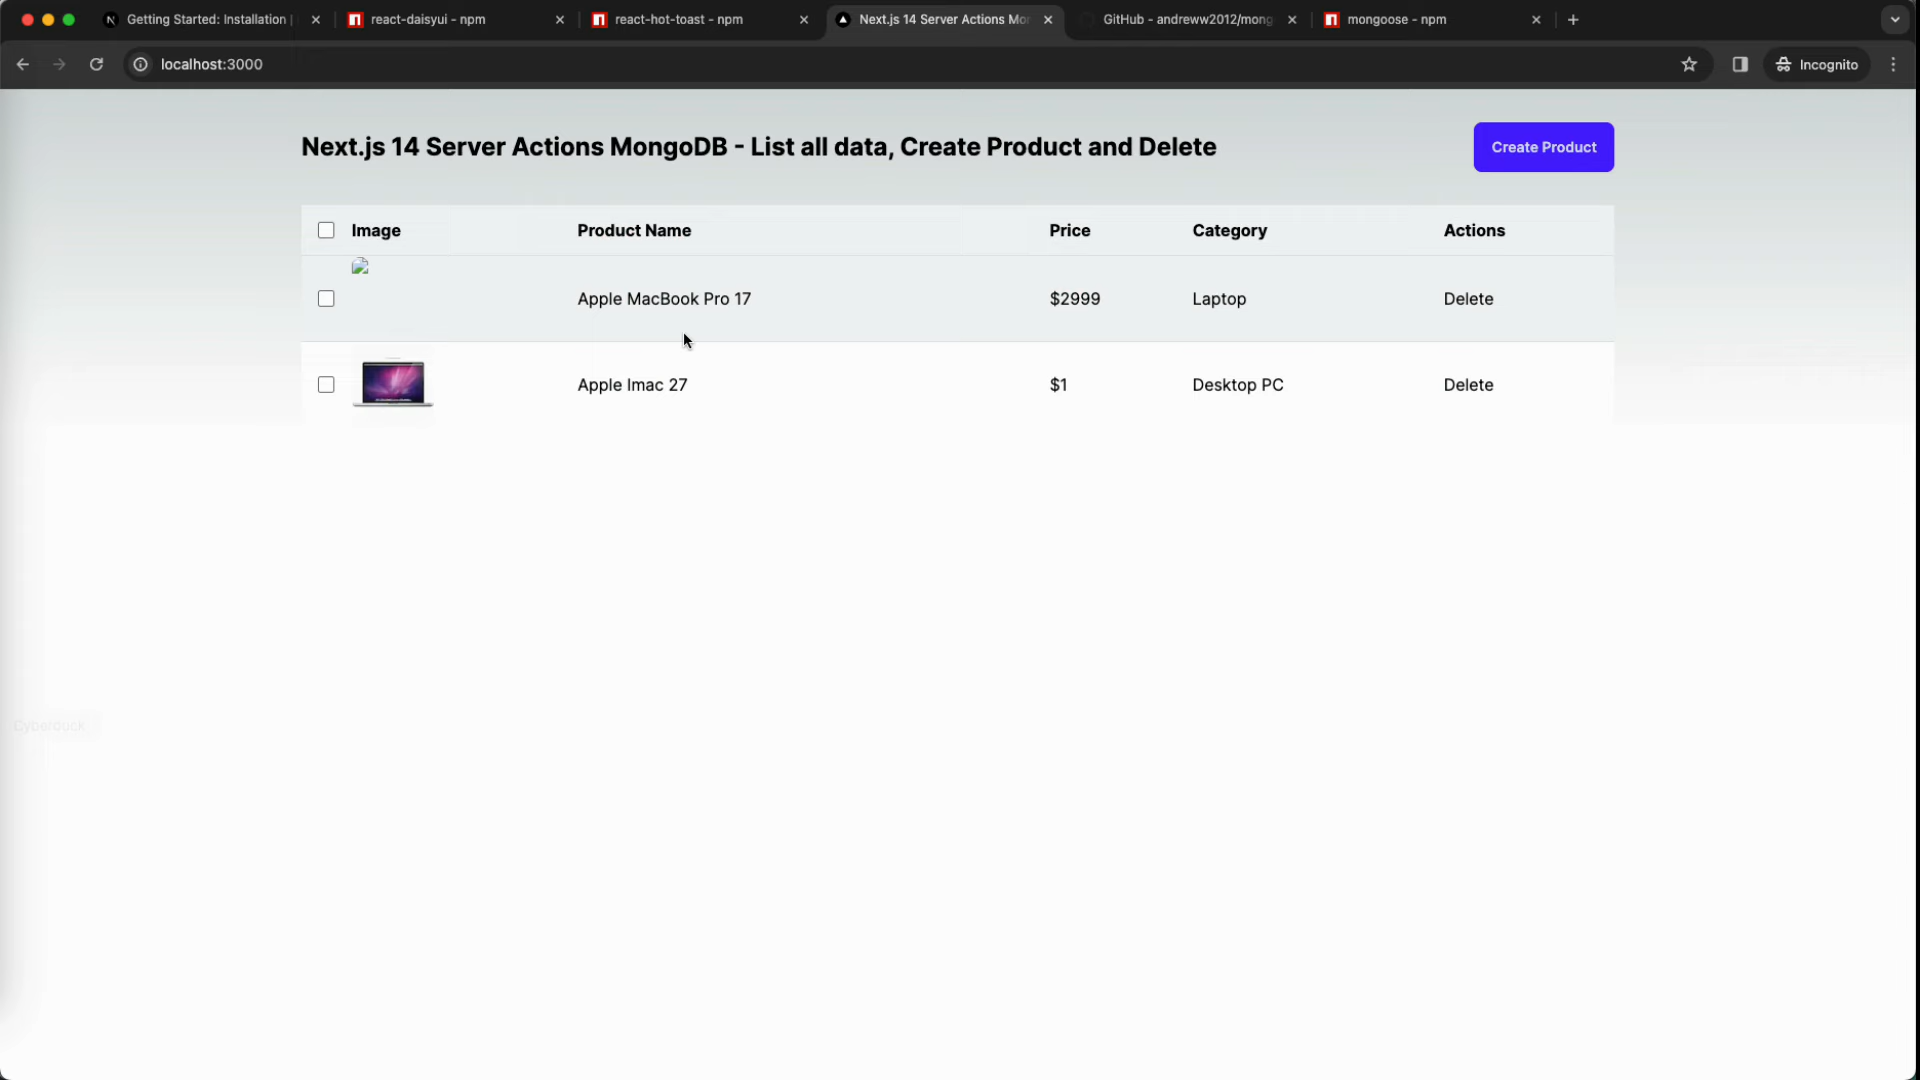 Getting Started: Installation |
react-daisyui - npm
react-hot-toast - npm
Next.js 14 Server Actions Mo
GitHub - andreww2012/mong
mongoose - npm
localhost:3000
Incognito
Next.js 14 Server Actions MongoDB - List all data, Create Product and Delete
Create Product
Image Product Name Price Category Actions
Apple MacBook Pro 17 $2999 Laptop Delete
Apple Imac 27 $1 Desktop PC Delete
Cyberduck